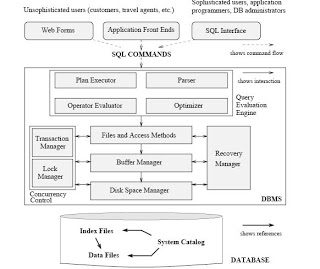 Sophisticated users, application
Unsophisticated users (customers, travel agents, etc.)
programmers, DB administrators
Web Forms
Application Front Ends
SQL Interface
SQL COMMANDS
shows command flow
Plan Executor
Parser
shows interaction
Operator Evaluator
Optimizer
Query
Evaluation
Engine
Transaction
Manager
Files and Access Methods
Recovery
Manager
Buffer Manager
Lock
Manager
Disk Space Manager
Concurrency
Control
DBMS
Index Files
shows references
System Catalog
Data Files
DATABASE